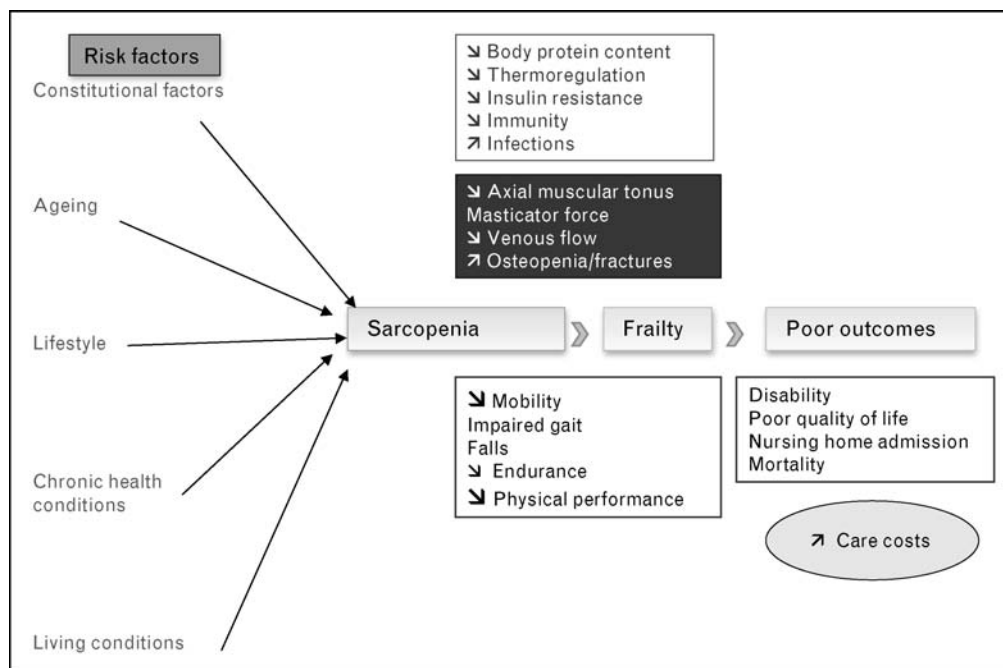 Risk factors
Constitutional factors
Ageing
Lifestyle
Chronic health
conditions
Living conditions
↘ Body protein content
↘ Thermoregulation
↘ Insulin resistance
↘ Immunity
↗ Infections
↘ Axial muscular tonus
Masticator force
↘ Venous flow
↗ Osteopenia/fractures
Sarcopenia
Frailty
Poor outcomes
↘ Mobility
Impaired gait
Falls
↘ Endurance
↘ Physical performance
Disability
Poor quality of life
Nursing home admission
Mortality
↗ Care costs